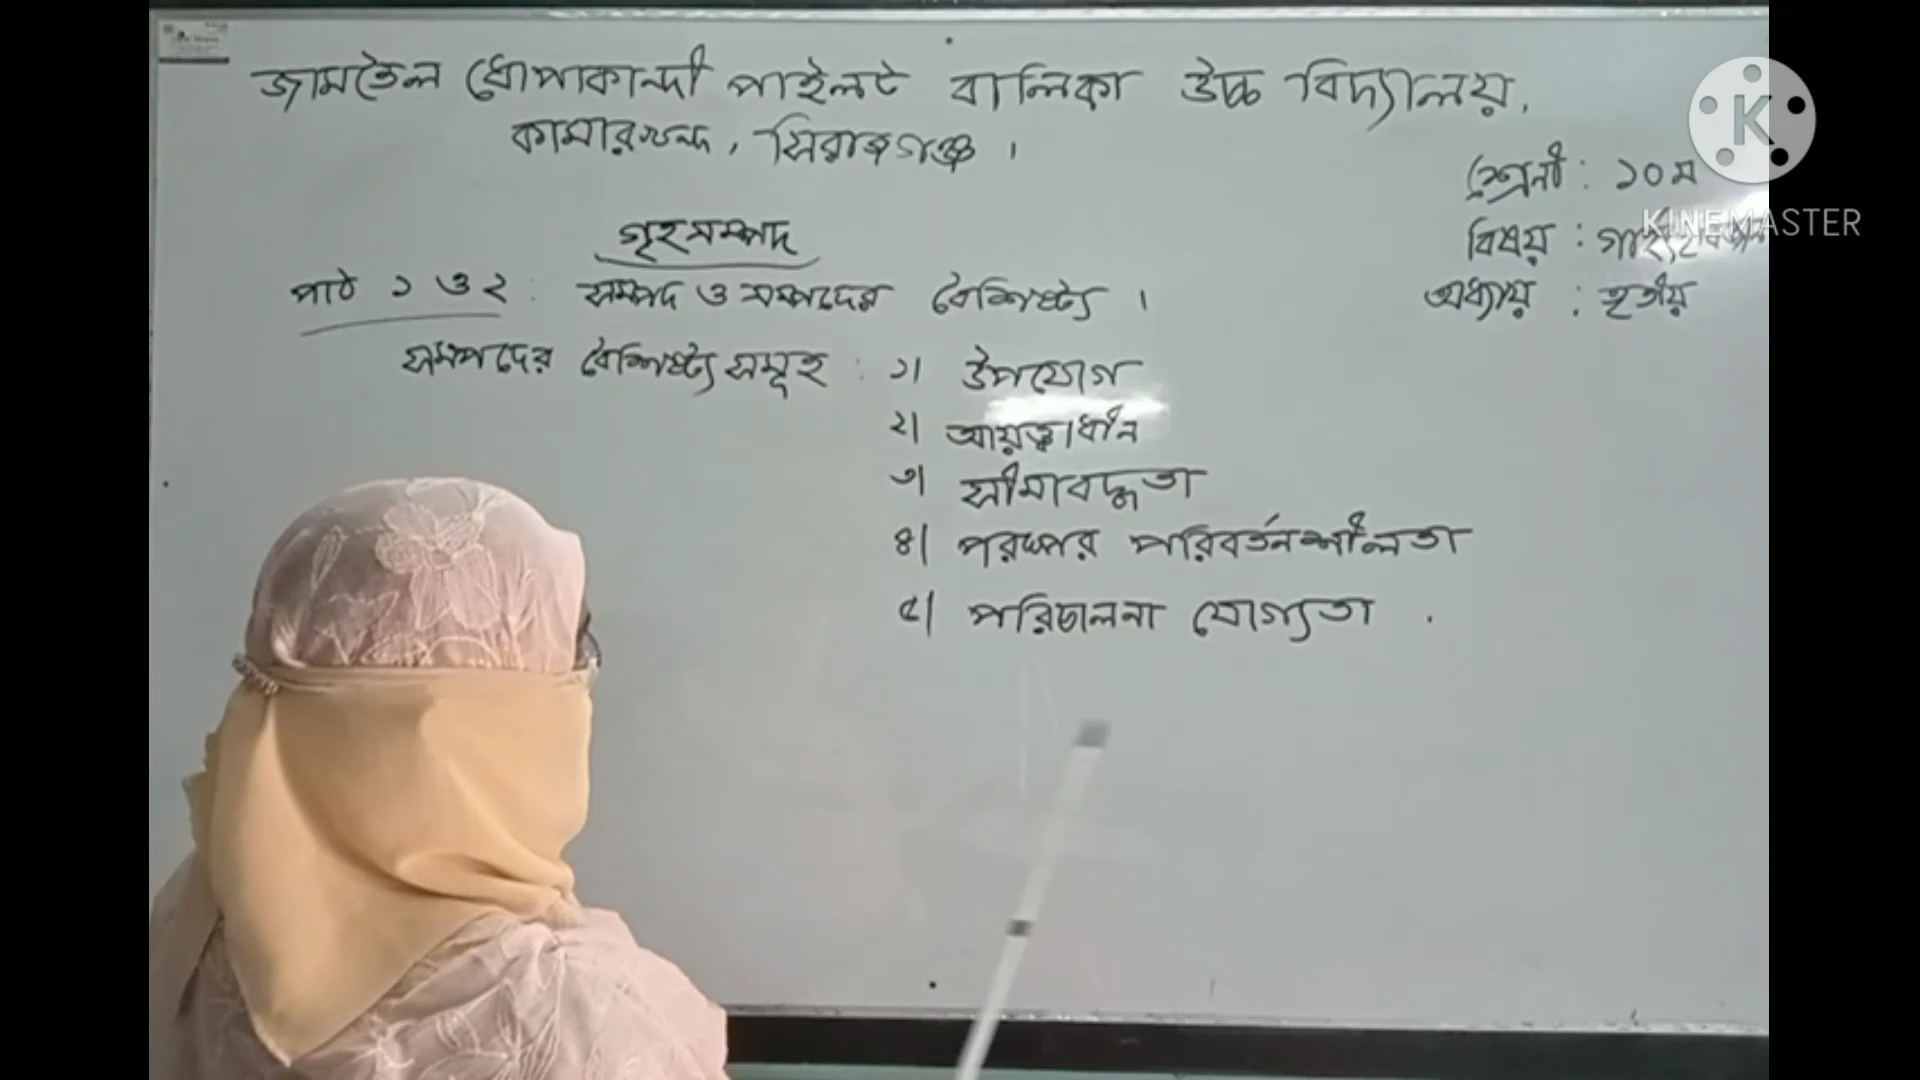 জামতৈল ধোপাকান্দী পাইলট বালিকা উচ্চ বিদ্যালয়,
কামারখন্দ, সিরাজগঞ্জ।
শ্রেনী : ১০ম
বিষয় : গার্হস্থ্য বিজ্ঞান
অধ্যায় : তৃতীয়
গৃহসম্পদ
পাঠ ১ ও ২ : সম্পদ ও সম্পদের বৈশিষ্ট্য ।
সম্পদের বৈশিষ্ট্য সমূহ : ১। উপযোগ
২। আয়ত্বাধীন
৩। সীমাবদ্ধতা
৪। পরস্পর পরিবর্তনশীলতা
৫। পরিচালনা যোগ্যতা .
K
KINEMASTER